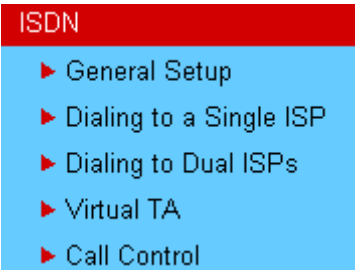 ISDN
General Setup
Dialing to a Single ISP
Dialing to Dual ISPs
Virtual TA
Call Control